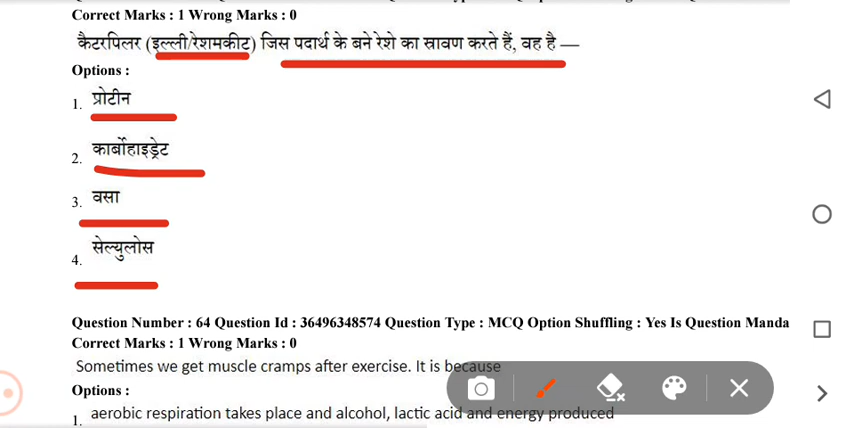 Correct Marks : 1 Wrong Marks : 0
कैटरपिलर (इल्ली/रेशमकीट) जिस पदार्थ के बने रेशे का स्रावण करते हैं, वह है —
Options :
1. प्रोटीन
2. कार्बोहाइड्रेट
3. वसा
4. सेल्युलोस
Question Number : 64 Question Id : 36496348574 Question Type : MCQ Option Shuffling : Yes Is Question Manda
Correct Marks : 1 Wrong Marks : 0
Sometimes we get muscle cramps after exercise. It is because
Options :
1. aerobic respiration takes place and alcohol, lactic acid and energy produced